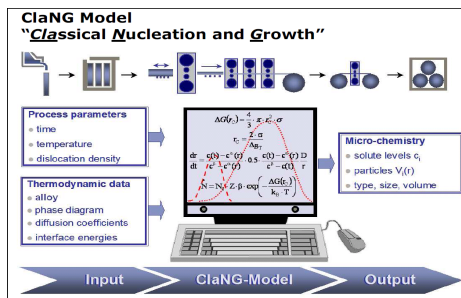 ClaNG Model
"Classical Nucleation and Growth"
Process parameters
time
temperature
dislocation density
Thermodynamic data
alloy
phase diagram
diffusion coefficients
interface energies
Micro-chemistry
solute levels cᵢ
particles Vᵢ(r)
type, size, volume
Input
ClaNG-Model
Output